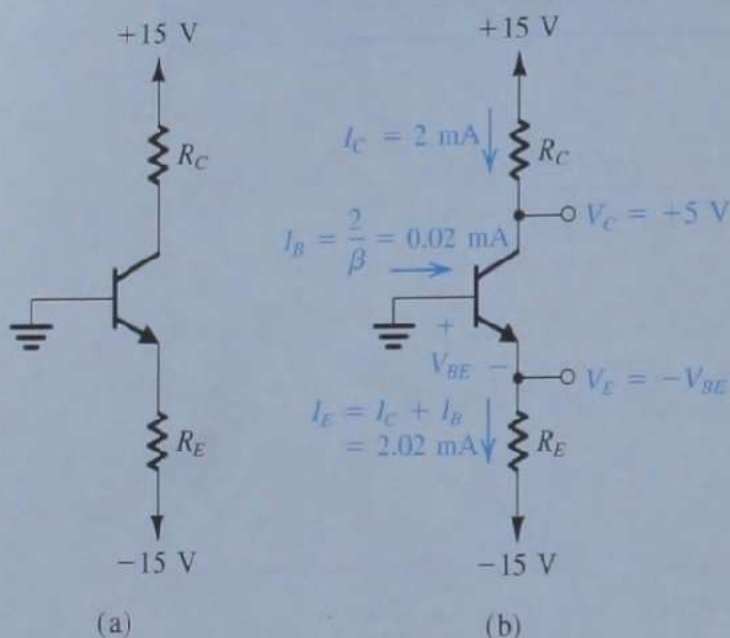 +15 V
R_C
R_E
−15 V
(a)
+15 V
I_C = 2 mA
R_C
V_C = +5 V
I_B = 2/β = 0.02 mA
+
V_BE −
V_E = −V_BE
I_E = I_C + I_B
= 2.02 mA
R_E
−15 V
(b)